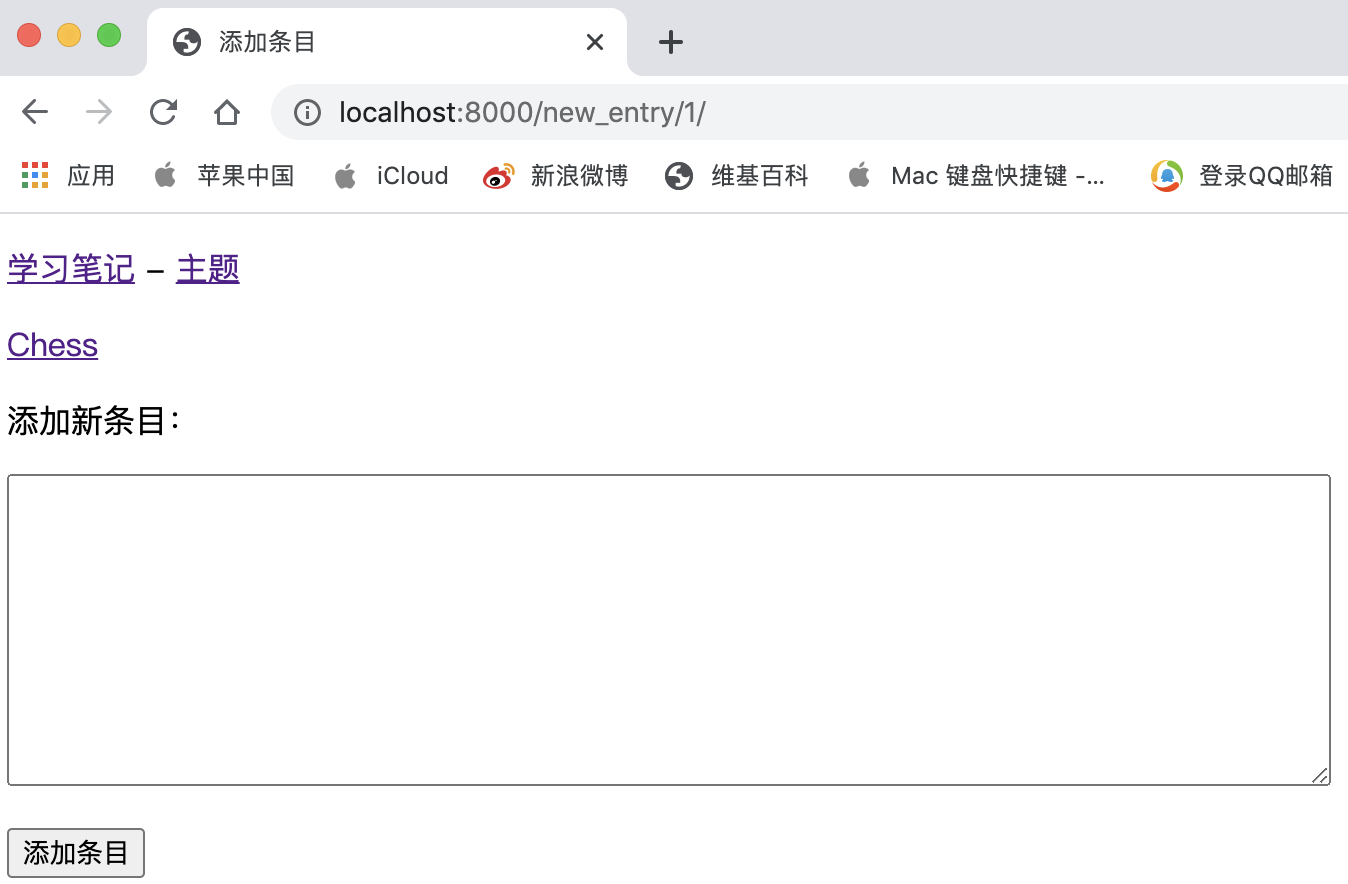 添加条目
localhost:8000/new_entry/1/
应用 苹果中国 iCloud 新浪微博 维基百科 Mac 键盘快捷键 -... 登录QQ邮箱
学习笔记 – 主题
Chess
添加新条目：
添加条目